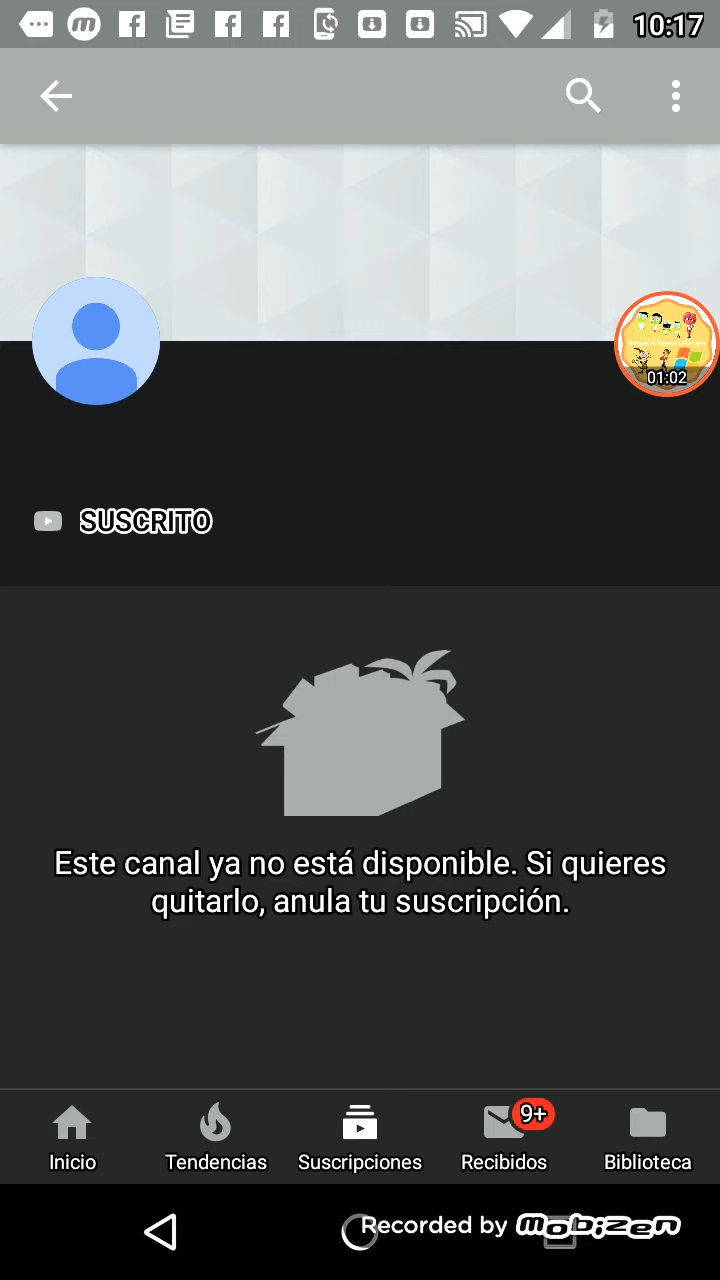 10:17
01:02
SUSCRITO
Este canal ya no está disponible. Si quieres
quitarlo, anula tu suscripción.
9+
Inicio
Tendencias
Suscripciones
Recibidos
Biblioteca
Recorded by mobizen